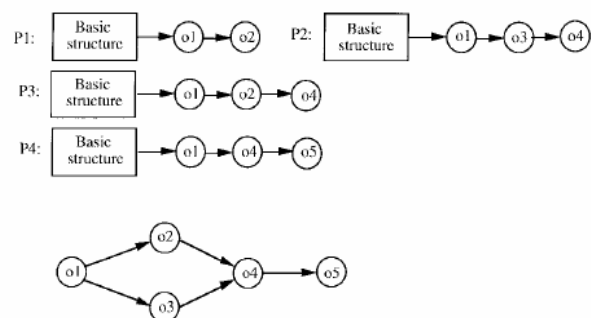 P1: Basic structure o1 o2
P2: Basic structure o1 o3 o4
P3: Basic structure o1 o2 o4
P4: Basic structure o1 o4 o5
o2
o1 o4 o5
o3